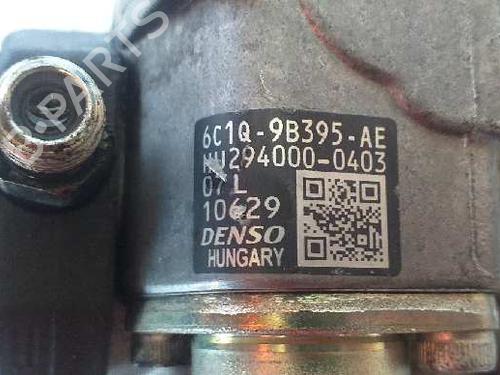 6C1Q-9B395-AE
HU294000-0403
07L
10629
DENSO
HUNGARY